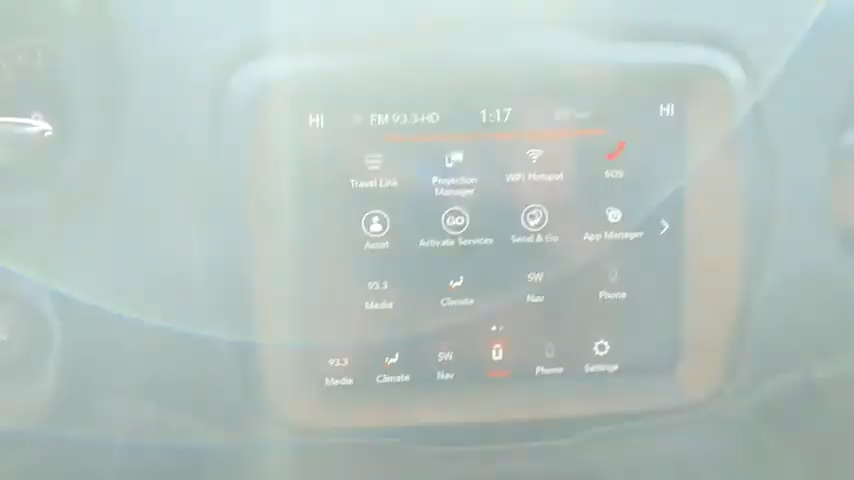 HI FM 93.3-HD 1:17 HI
Travel Link Projection Manager WiFi Hotspot SOS
Assist GO Activate Services Send & Go App Manager
93.3 SW
Media Climate Nav Phone
93.3 SW
Media Climate Nav Phone Settings